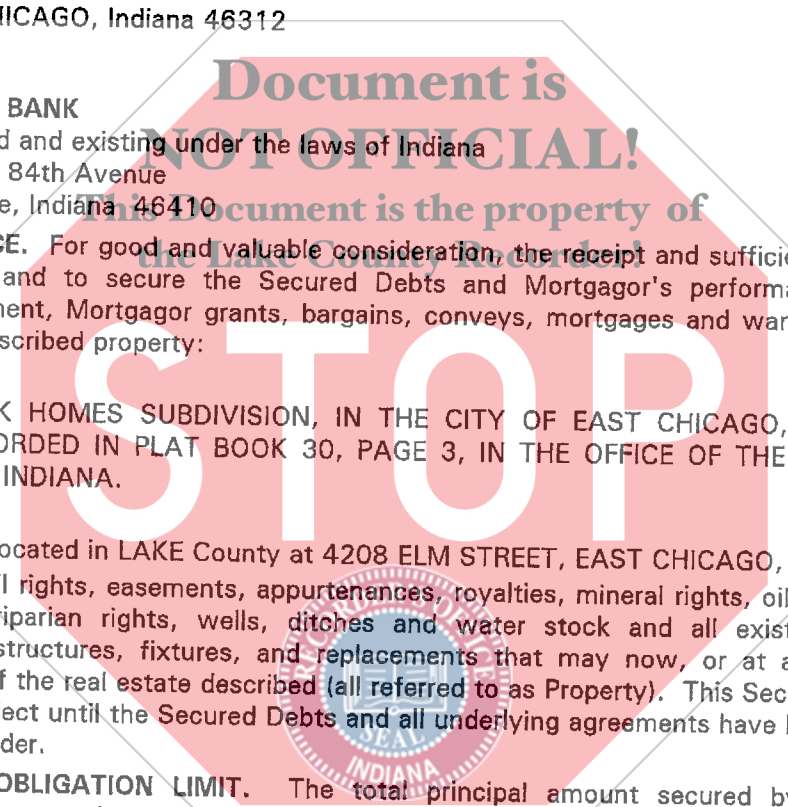 HICAGO, Indiana 46312
Document is
BANK
d and existing under the laws of Indiana
NOT OFFICIAL!
84th Avenue
e, Indiana 46410
This Document is the property of
CE. For good and valuable consideration, the receipt and sufficie
the Lake County Recorder!
and to secure the Secured Debts and Mortgagor's performa
ment, Mortgagor grants, bargains, conveys, mortgages and war
scribed property:
STOP
K HOMES SUBDIVISION, IN THE CITY OF EAST CHICAGO,
ORDED IN PLAT BOOK 30, PAGE 3, IN THE OFFICE OF THE
INDIANA.
ocated in LAKE County at 4208 ELM STREET, EAST CHICAGO,
l rights, easements, appurtenances, royalties, mineral rights, oil
riparian rights, wells, ditches and water stock and all exist
structures, fixtures, and replacements that may now, or at a
f the real estate described (all referred to as Property). This Sec
ect until the Secured Debts and all underlying agreements have
der.
RECORDER OFFICE
SEAL
INDIANA
OBLIGATION LIMIT. The total principal amount secured by